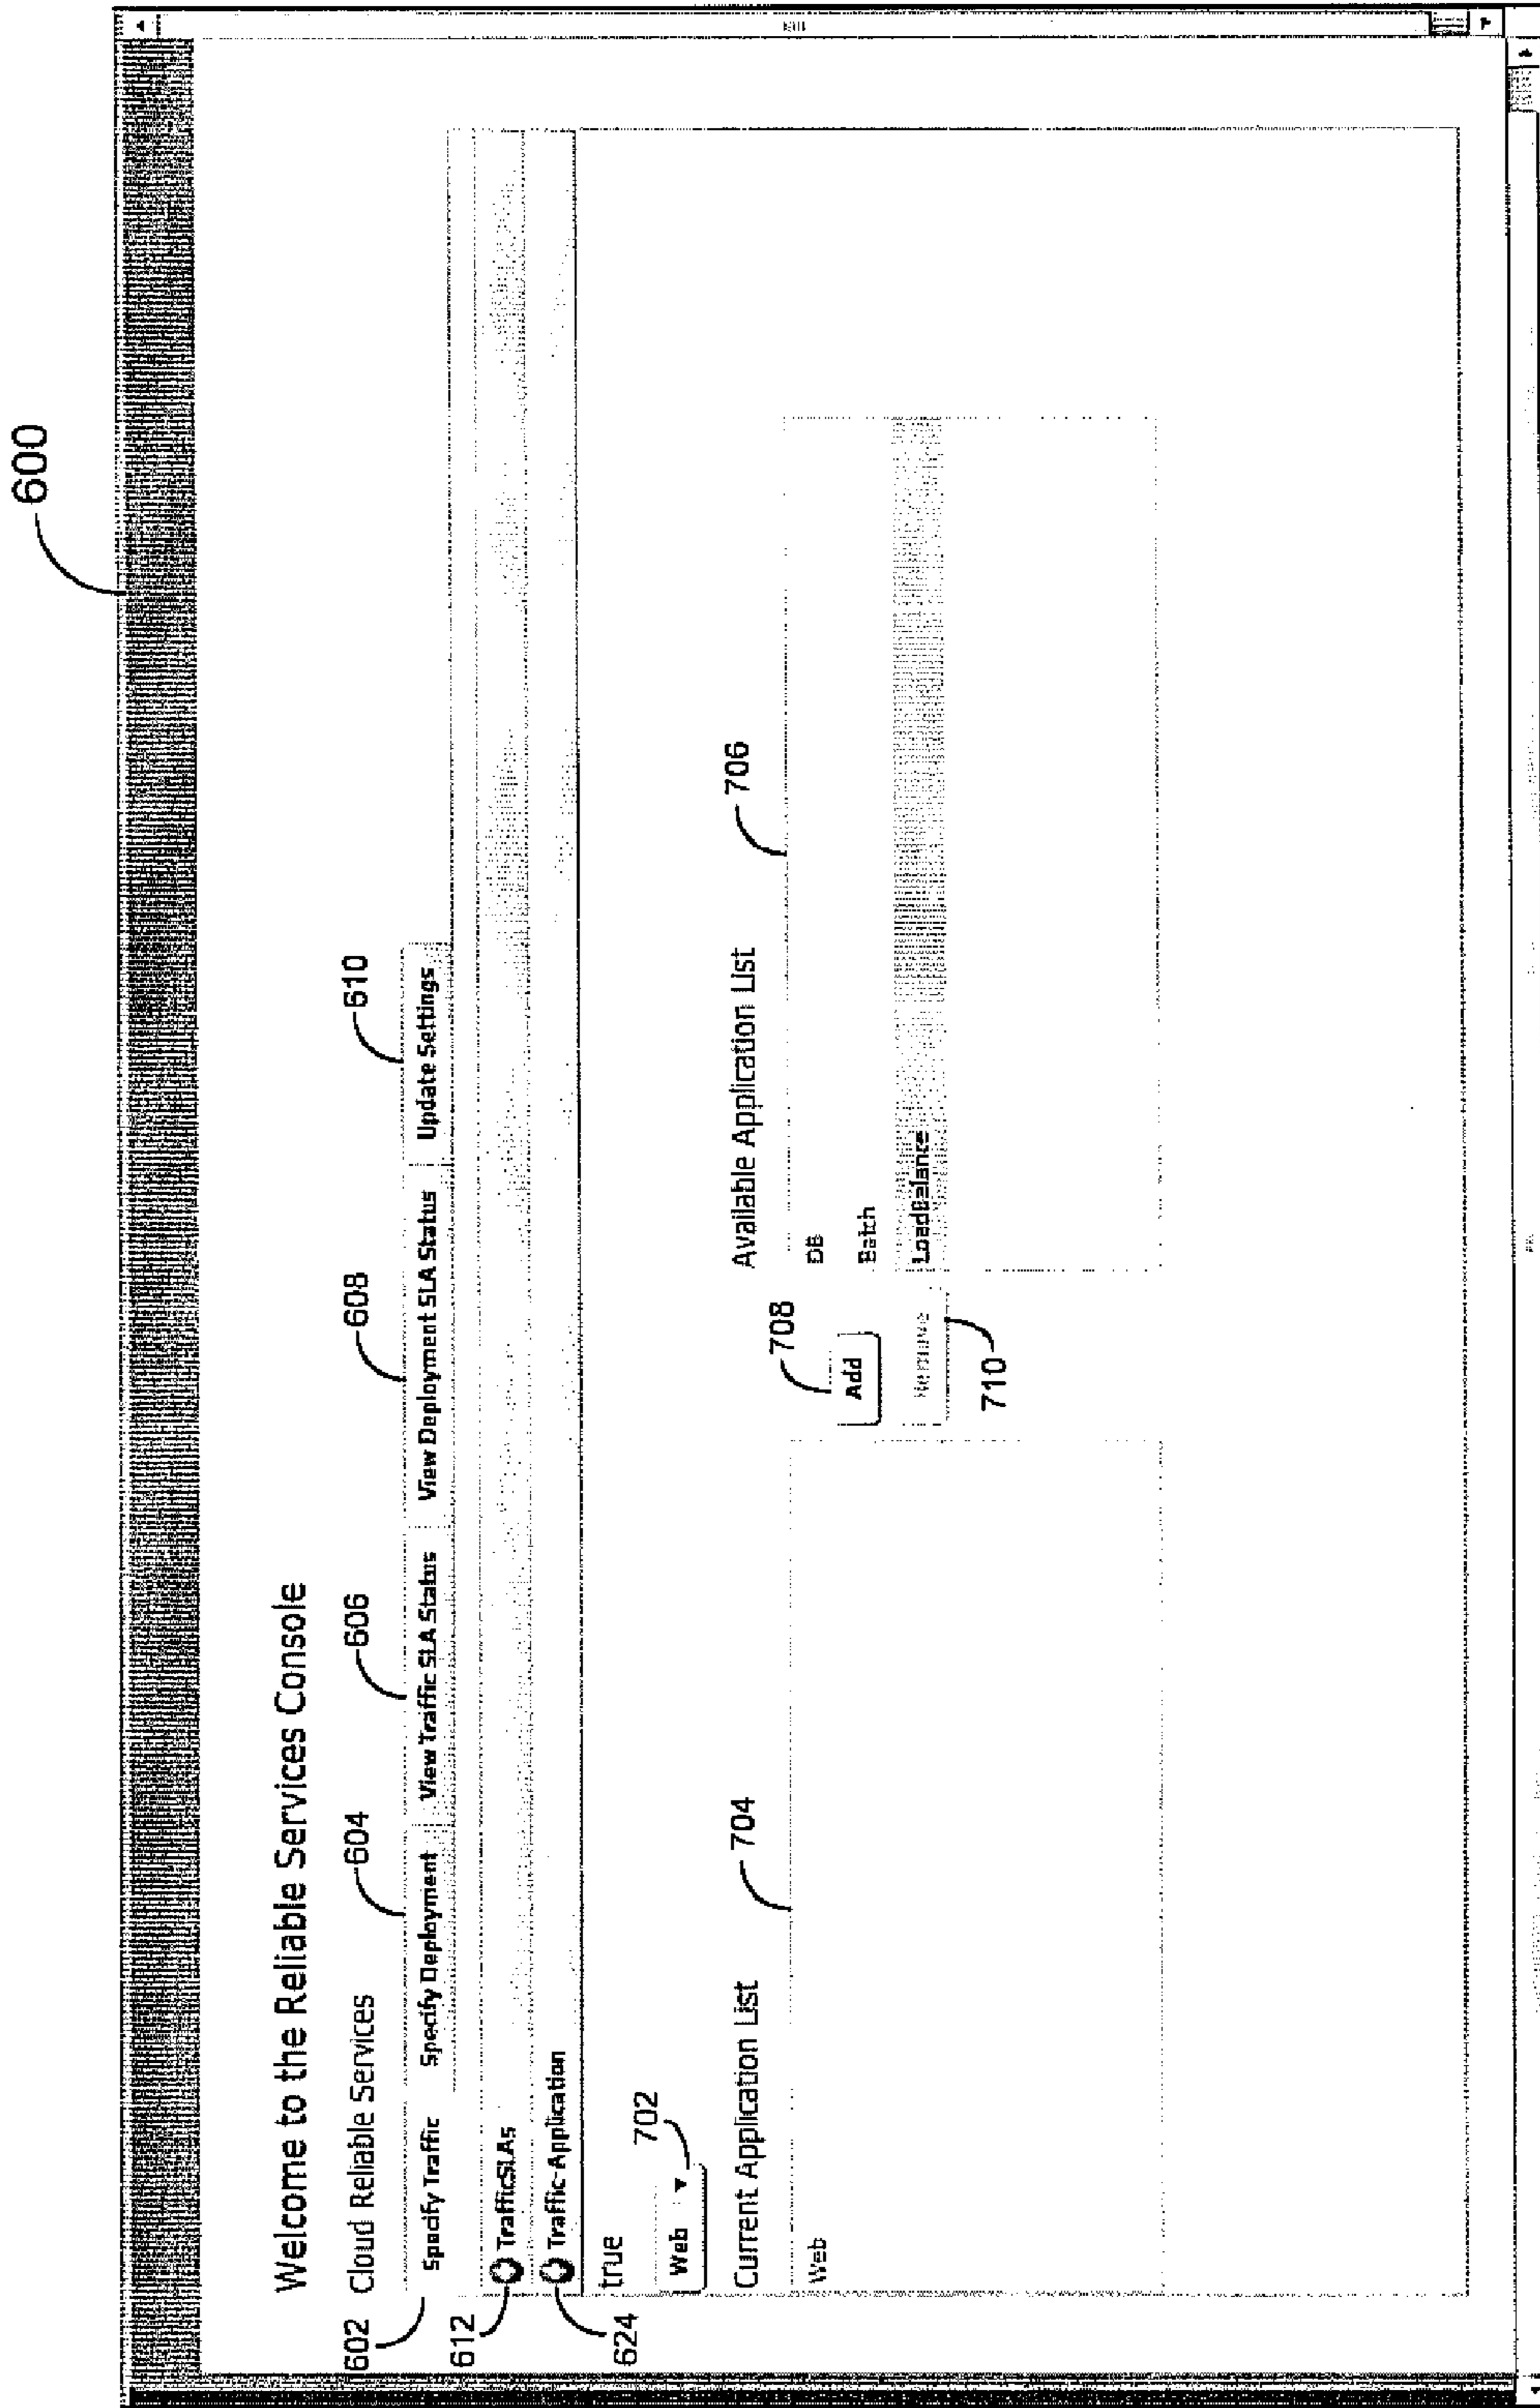 600
Welcome to the Reliable Services Console
602 Cloud Reliable Services 604 606 608 610
Specify Traffic Specify Deployment View Traffic SLA Status View Deployment SLA Status Update Settings
612 TrafficSLAs
624 Traffic-Application
true
Web 702
Current Application List 704 708 Available Application List 706
Web Add DB
Batch
Remove LoadBalance
710